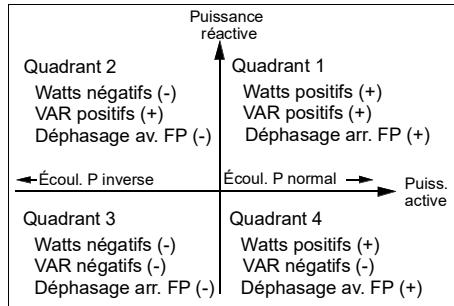 Puissance
réactive
Quadrant 2
Watts négatifs (-)
VAR positifs (+)
Déphasage av. FP (-)
Quadrant 1
Watts positifs (+)
VAR positifs (+)
Déphasage arr. FP (+)
Écoul. P inverse
Écoul. P normal
Puiss.
active
Quadrant 3
Watts négatifs (-)
VAR négatifs (-)
Déphasage arr. FP (-)
Quadrant 4
Watts positifs (+)
VAR négatifs (-)
Déphasage av. FP (+)